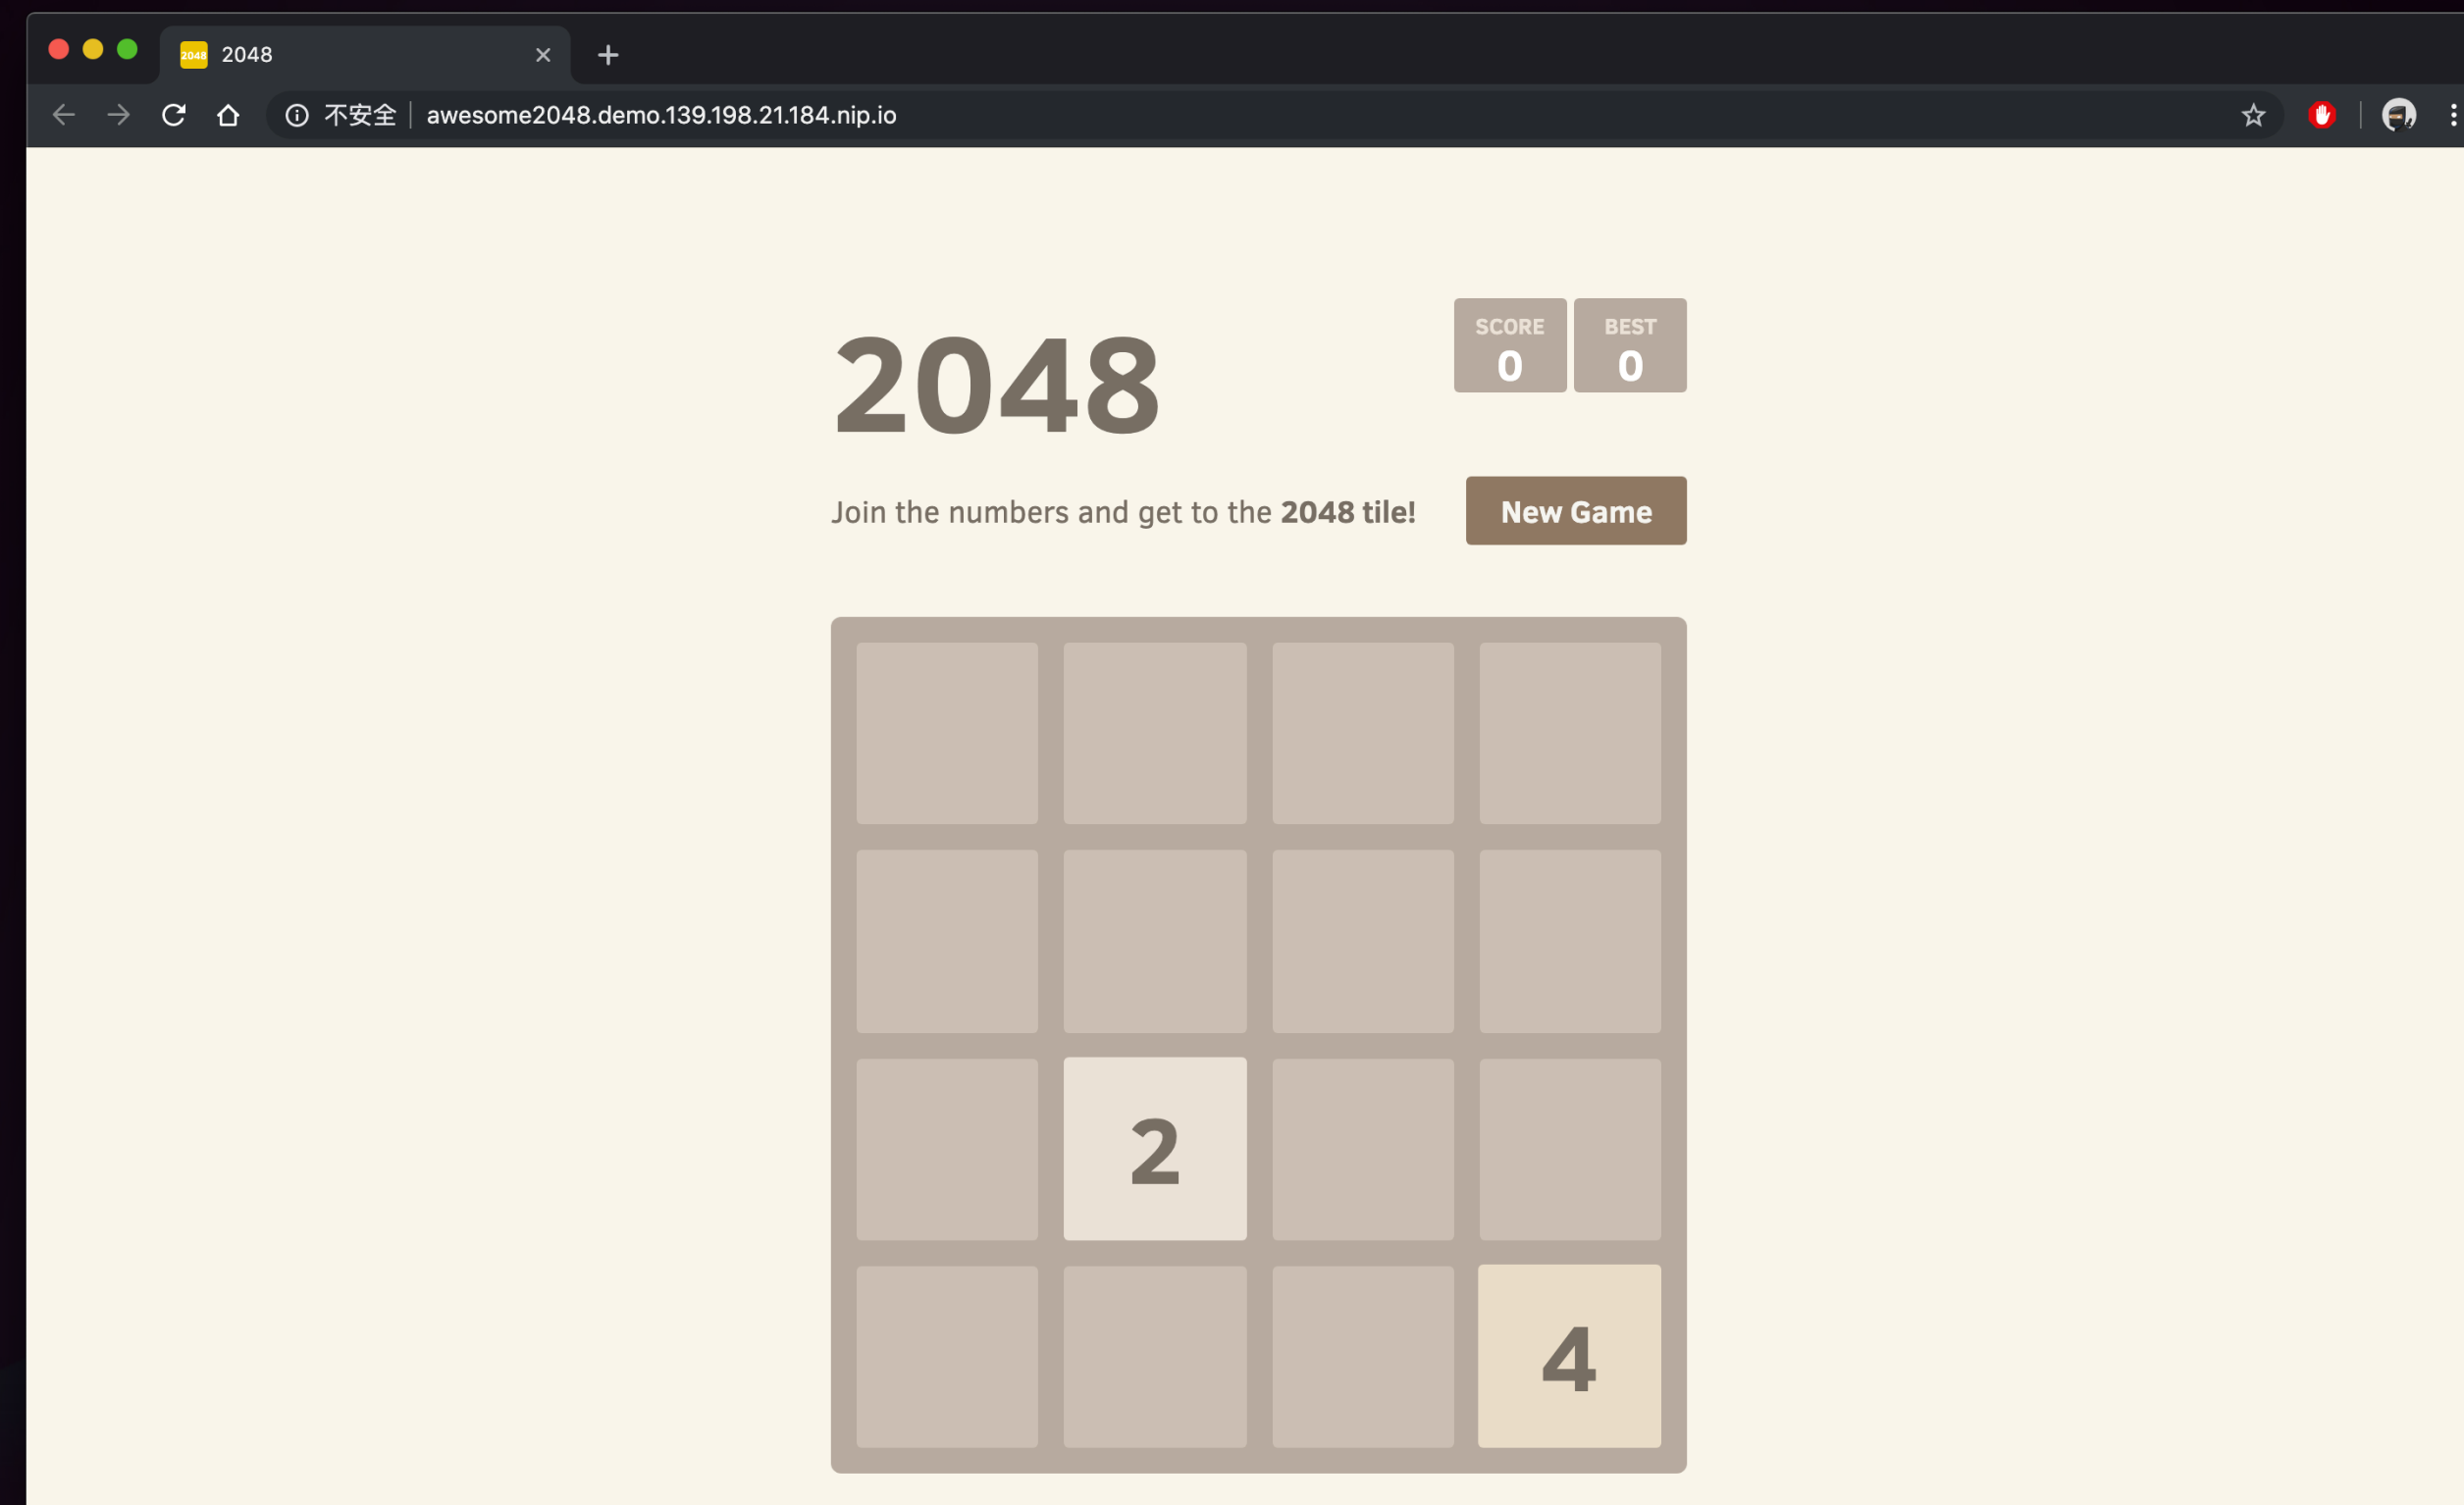 2048 2048
不安全 awesome2048.demo.139.198.21.184.nip.io
2048
SCORE BEST
0 0
Join the numbers and get to the 2048 tile!
New Game
2
4